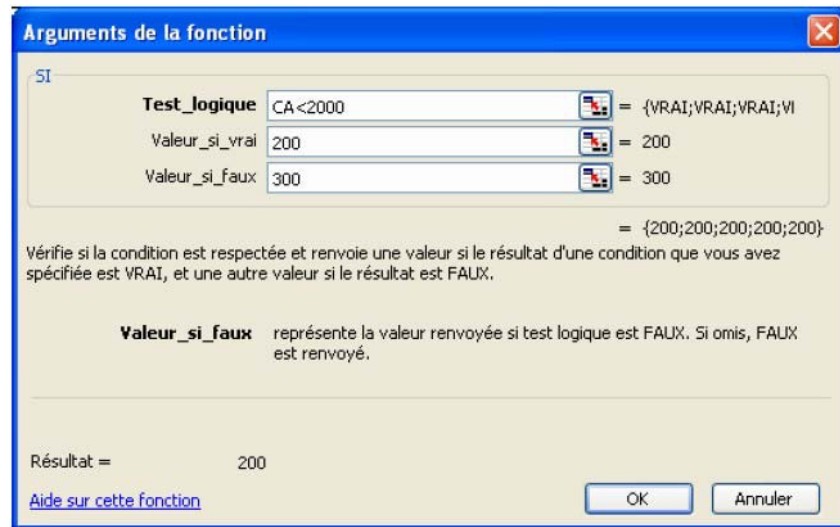 Arguments de la fonction
SI
Test_logique CA<2000 = {VRAI;VRAI;VRAI;VI
Valeur_si_vrai 200 = 200
Valeur_si_faux 300 = 300
= {200;200;200;200;200}
Vérifie si la condition est respectée et renvoie une valeur si le résultat d'une condition que vous avez
spécifiée est VRAI, et une autre valeur si le résultat est FAUX.
Valeur_si_faux représente la valeur renvoyée si test logique est FAUX. Si omis, FAUX
est renvoyé.
Résultat = 200
Aide sur cette fonction OK Annuler